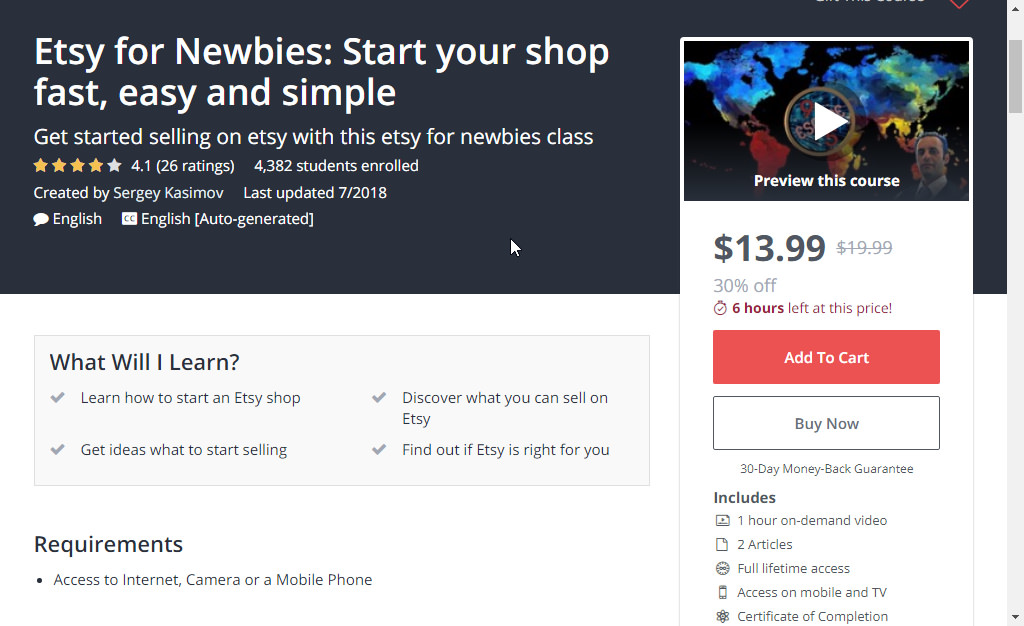 Etsy for Newbies: Start your shop
fast, easy and simple
Get started selling on etsy with this etsy for newbies class
4.1 (26 ratings) 4,382 students enrolled
Created by Sergey Kasimov Last updated 7/2018
English CC English [Auto-generated]
Gift This Course
Preview this course
$13.99 $19.99
30% off
6 hours left at this price!
Add To Cart
Buy Now
30-Day Money-Back Guarantee
Includes
1 hour on-demand video
2 Articles
Full lifetime access
Access on mobile and TV
Certificate of Completion
What Will I Learn?
Learn how to start an Etsy shop
Discover what you can sell on
Etsy
Get ideas what to start selling
Find out if Etsy is right for you
Requirements
Access to Internet, Camera or a Mobile Phone